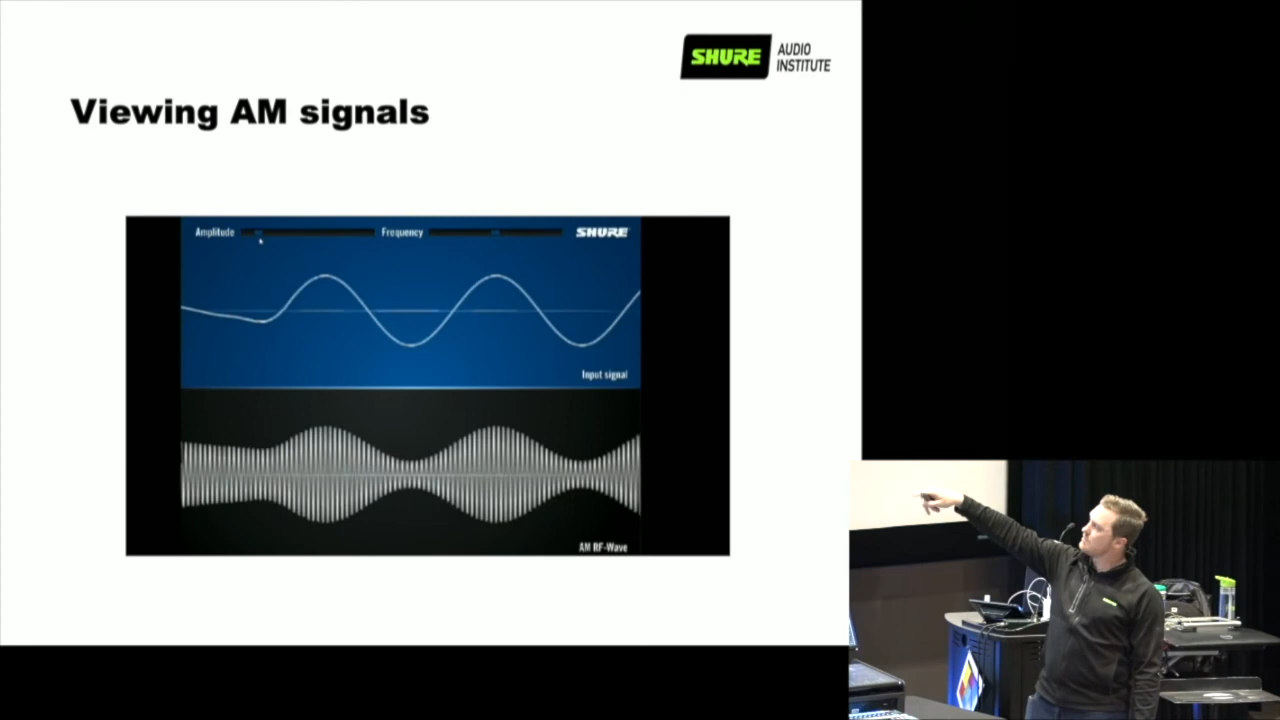 SHURE AUDIO
INSTITUTE
Viewing AM signals
Amplitude Frequency SHURE
Input signal
AM RF-Wave